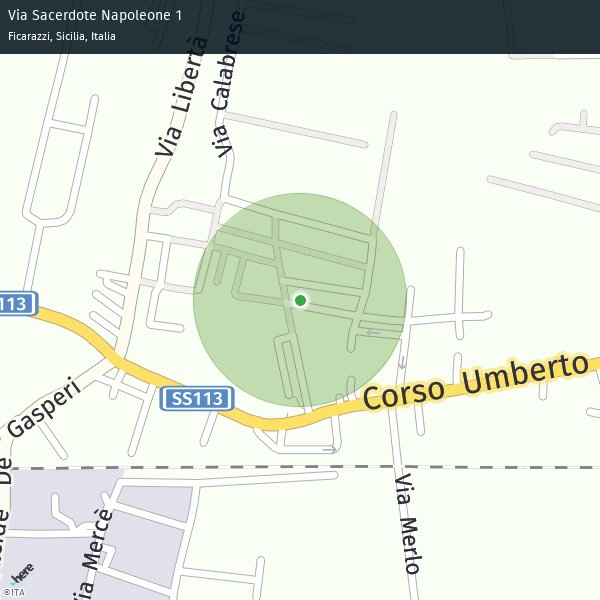 Via Sacerdote Napoleone 1
Ficarazzi, Sicilia, Italia
Via Libertà
Via Calabrese
113
SS113
Corso Umberto
De Gasperi
Via Merlo
Via Mercè
here
©ITA